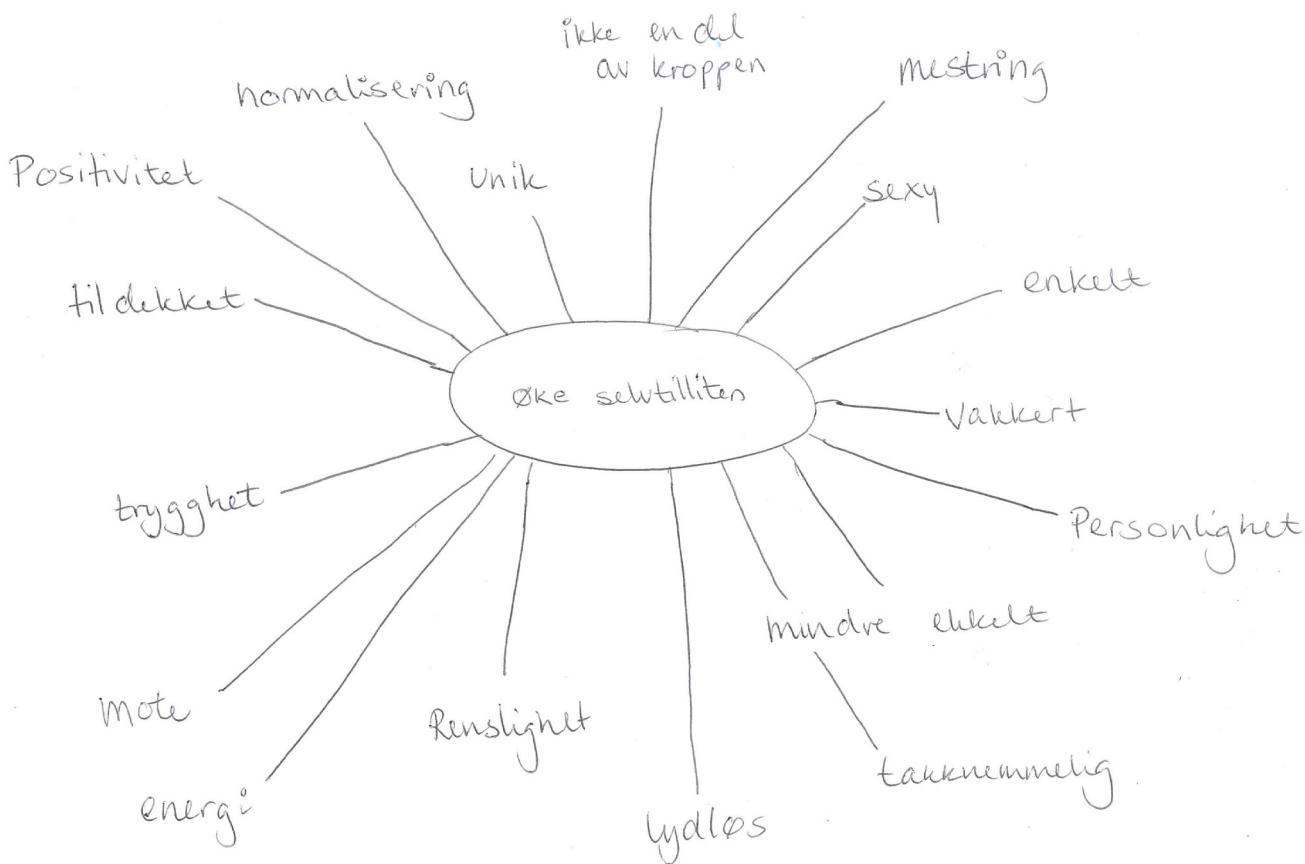 ikke en del
av kroppen
normalisering
mestring
Positivitet
Unik
sexy
tildekket
enkelt
øke selvtilliten
Vakkert
trygghet
Personlighet
mindre ekkelt
mote
Renslighet
takknemmelig
energi
lydløs